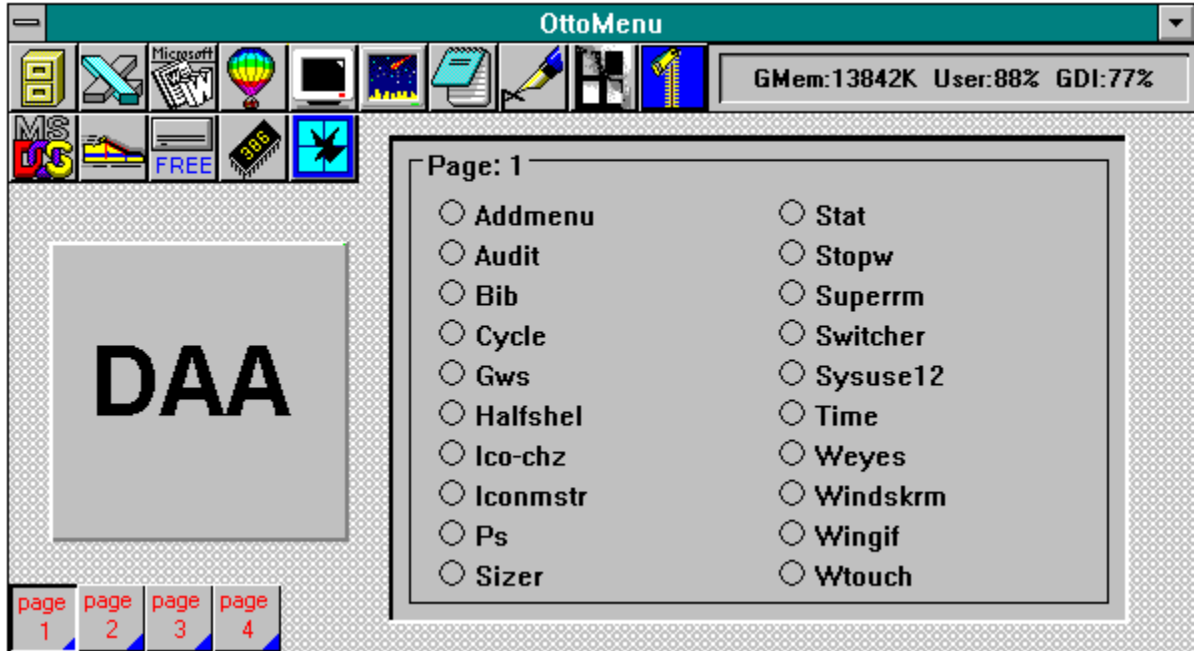 OttoMenu
Microsoft
GMem:13842K User:88% GDI:77%
MS
DOS
FREE
386
Page: 1
Addmenu
Audit
Bib
Cycle
Gws
Halfshel
Ico-chz
Iconmstr
Ps
Sizer
Stat
Stopw
Superrm
Switcher
Sysuse12
Time
Weyes
Windskrm
Wingif
Wtouch
DAA
page 1
page 2
page 3
page 4